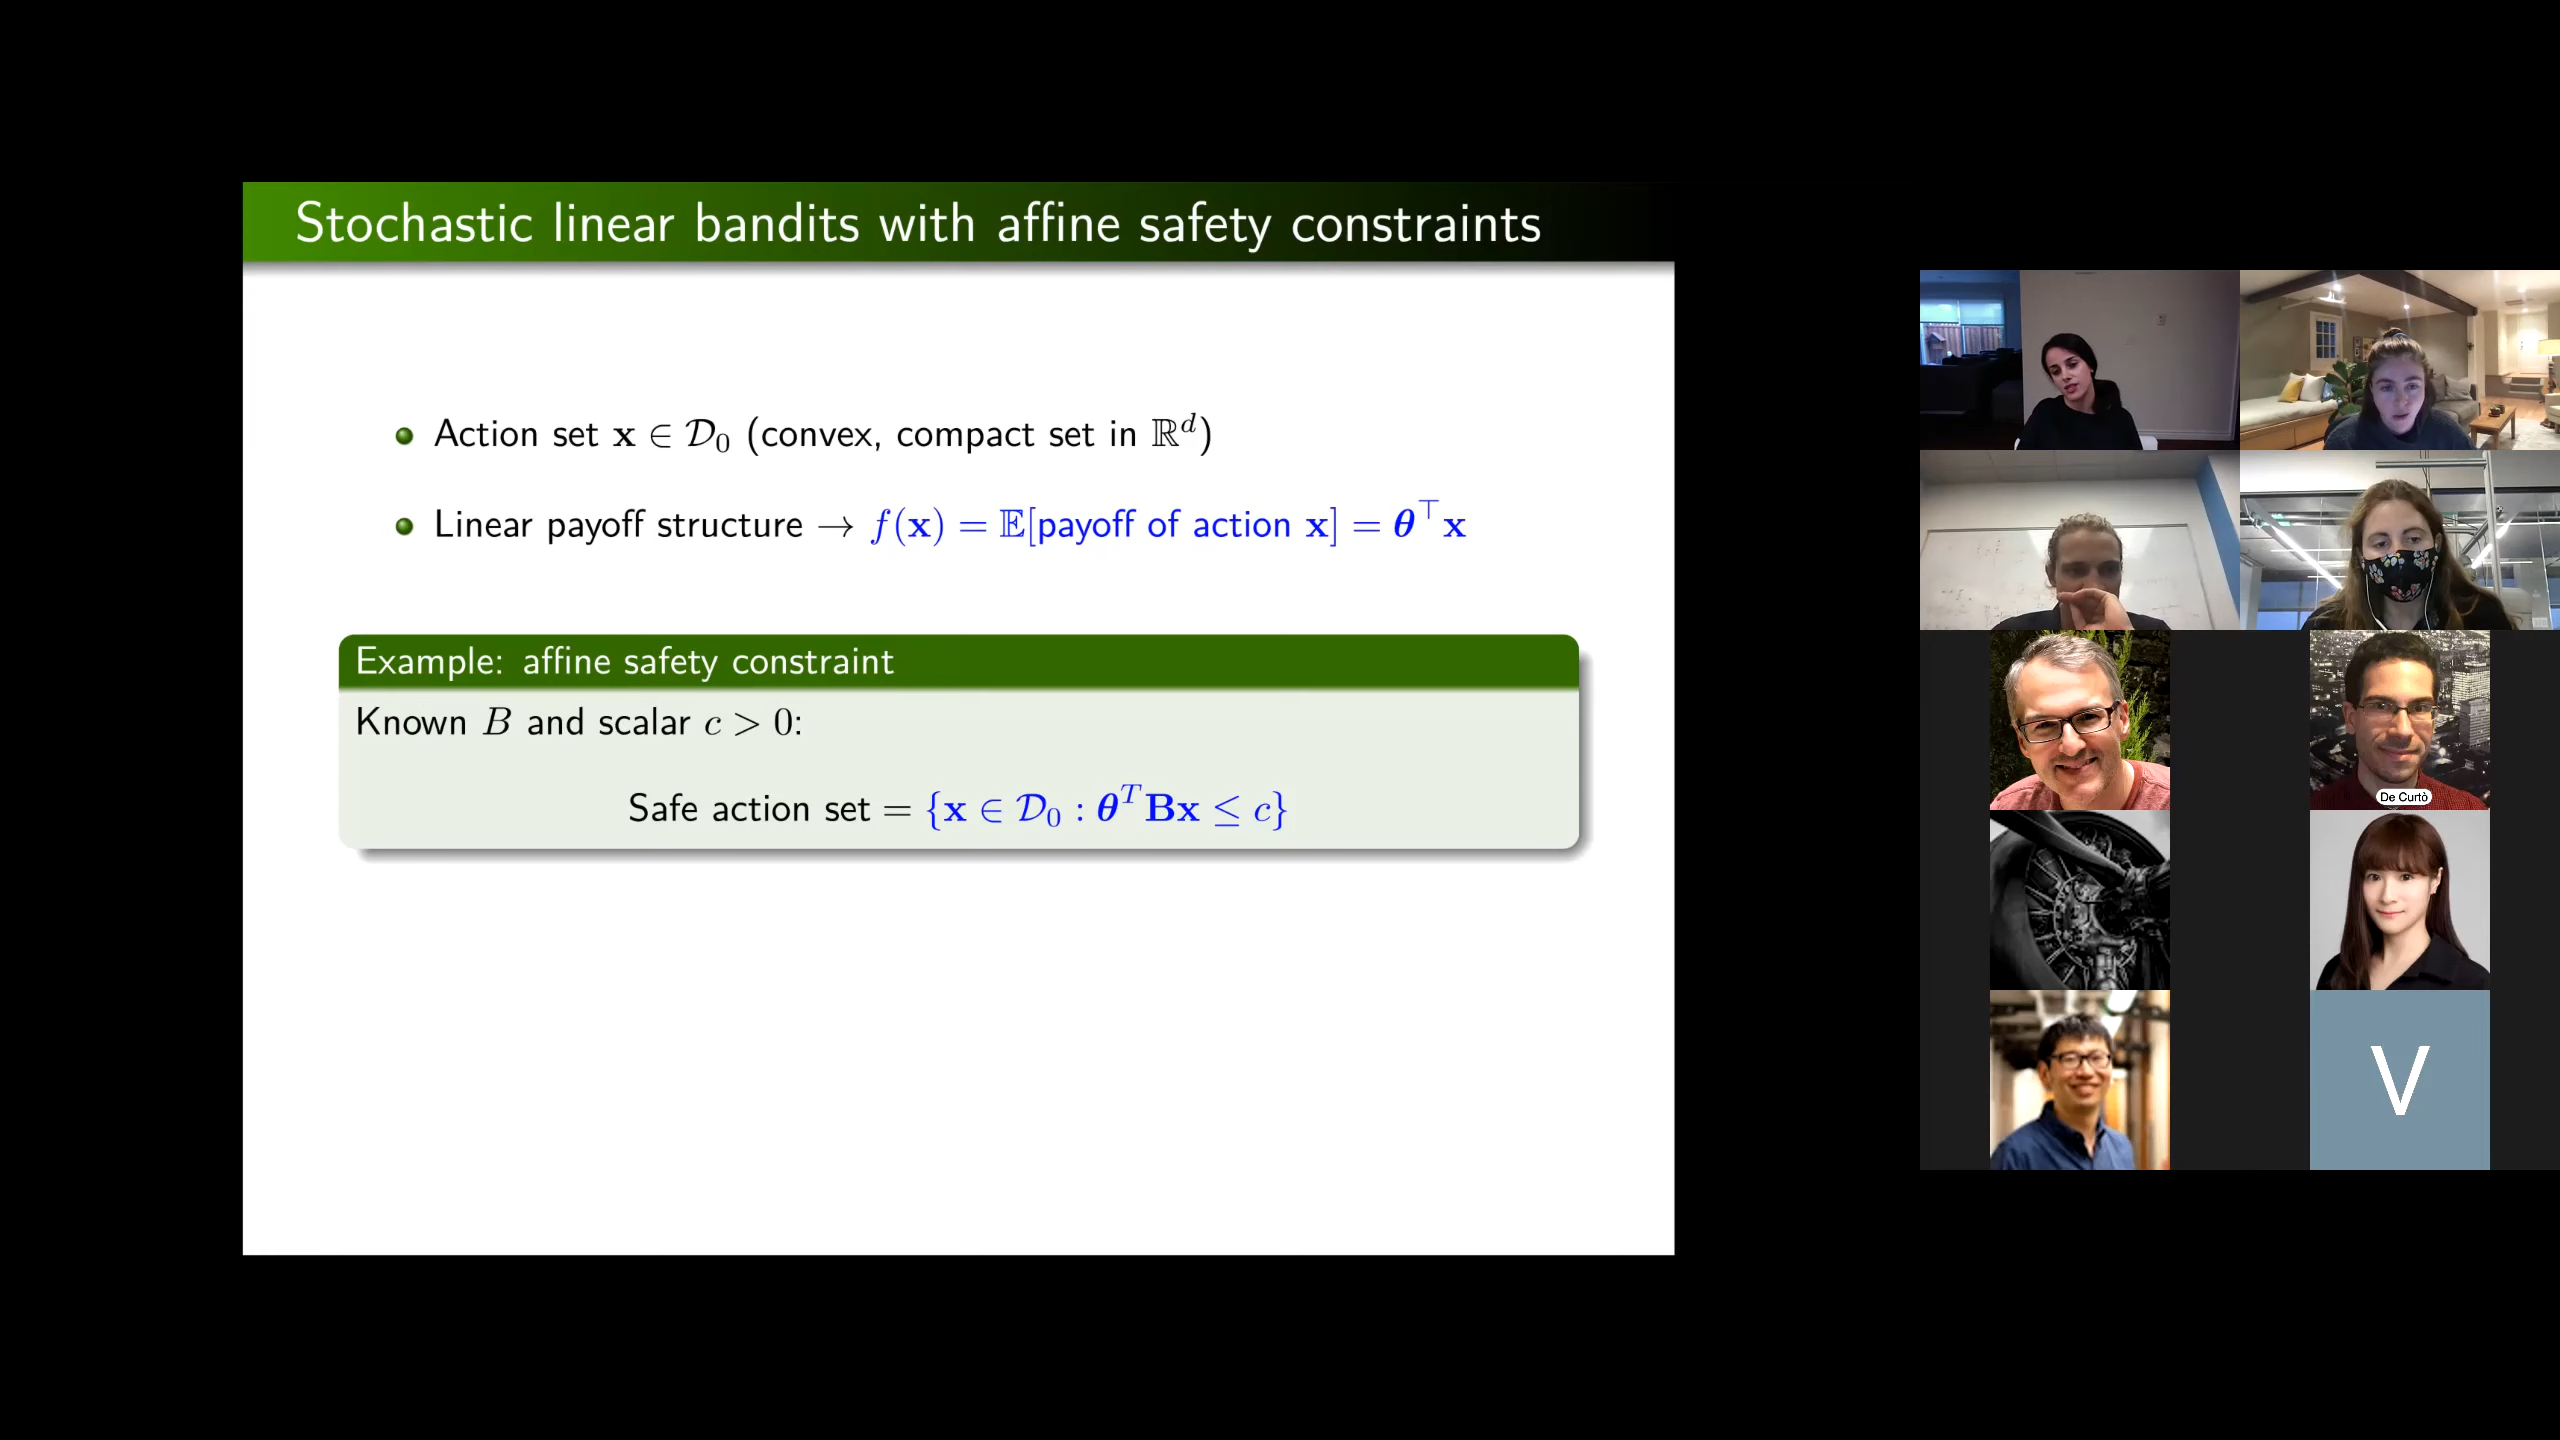 Stochastic linear bandits with affine safety constraints
Action set x ∈ 𝒟₀ (convex, compact set in ℝᵈ)
Linear payoff structure → f(x) = 𝔼[payoff of action x] = θ⊤x
Example: affine safety constraint
Known B and scalar c > 0:
Safe action set = {x ∈ 𝒟₀ : θᵀBx ≤ c}
De Curtò
V